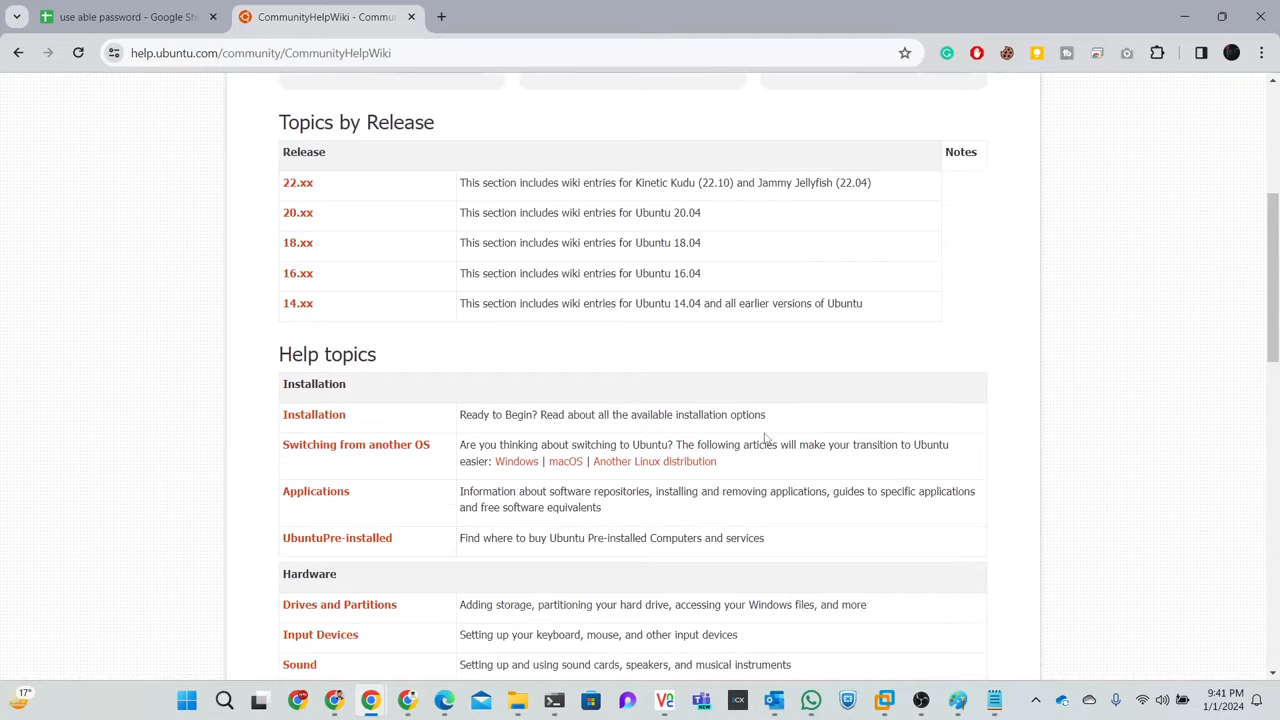 use able password - Google She
CommunityHelpWiki - Community
help.ubuntu.com/community/CommunityHelpWiki
Topics by Release
Release
Notes
22.xx
This section includes wiki entries for Kinetic Kudu (22.10) and Jammy Jellyfish (22.04)
20.xx
This section includes wiki entries for Ubuntu 20.04
18.xx
This section includes wiki entries for Ubuntu 18.04
16.xx
This section includes wiki entries for Ubuntu 16.04
14.xx
This section includes wiki entries for Ubuntu 14.04 and all earlier versions of Ubuntu
Help topics
Installation
Installation
Ready to Begin? Read about all the available installation options
Switching from another OS
Are you thinking about switching to Ubuntu? The following articles will make your transition to Ubuntu
easier: Windows | macOS | Another Linux distribution
Applications
Information about software repositories, installing and removing applications, guides to specific applications
and free software equivalents
UbuntuPre-installed
Find where to buy Ubuntu Pre-installed Computers and services
Hardware
Drives and Partitions
Adding storage, partitioning your hard drive, accessing your Windows files, and more
Input Devices
Setting up your keyboard, mouse, and other input devices
Sound
Setting up and using sound cards, speakers, and musical instruments
17°
9:41 PM
1/1/2024